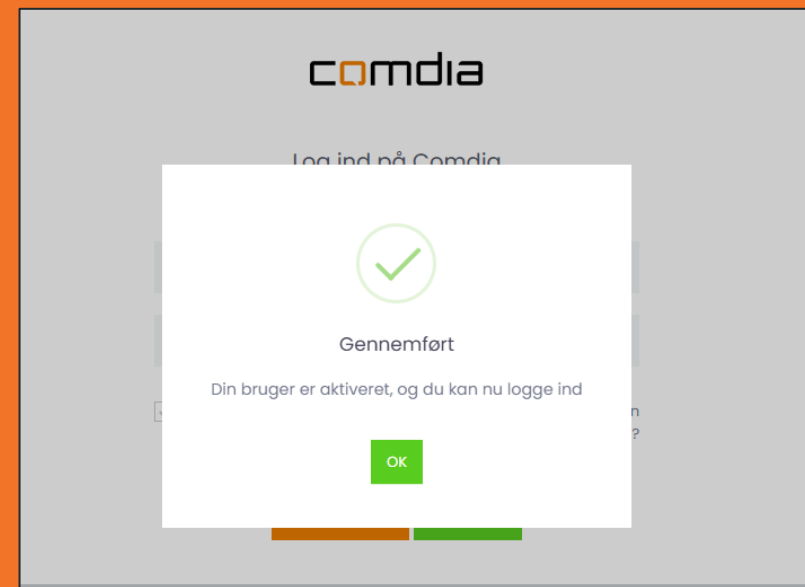 comdia
Log ind på Comdia
Gennemført
Din bruger er aktiveret, og du kan nu logge ind
n
?
OK